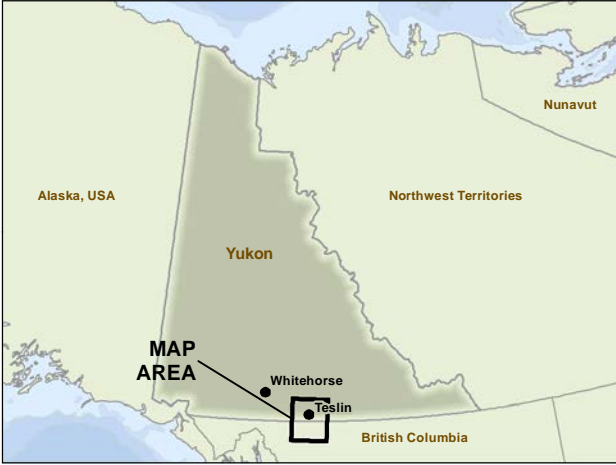 Nunavut
Alaska, USA
Northwest Territories
Yukon
MAP
AREA
Whitehorse
Teslin
British Columbia